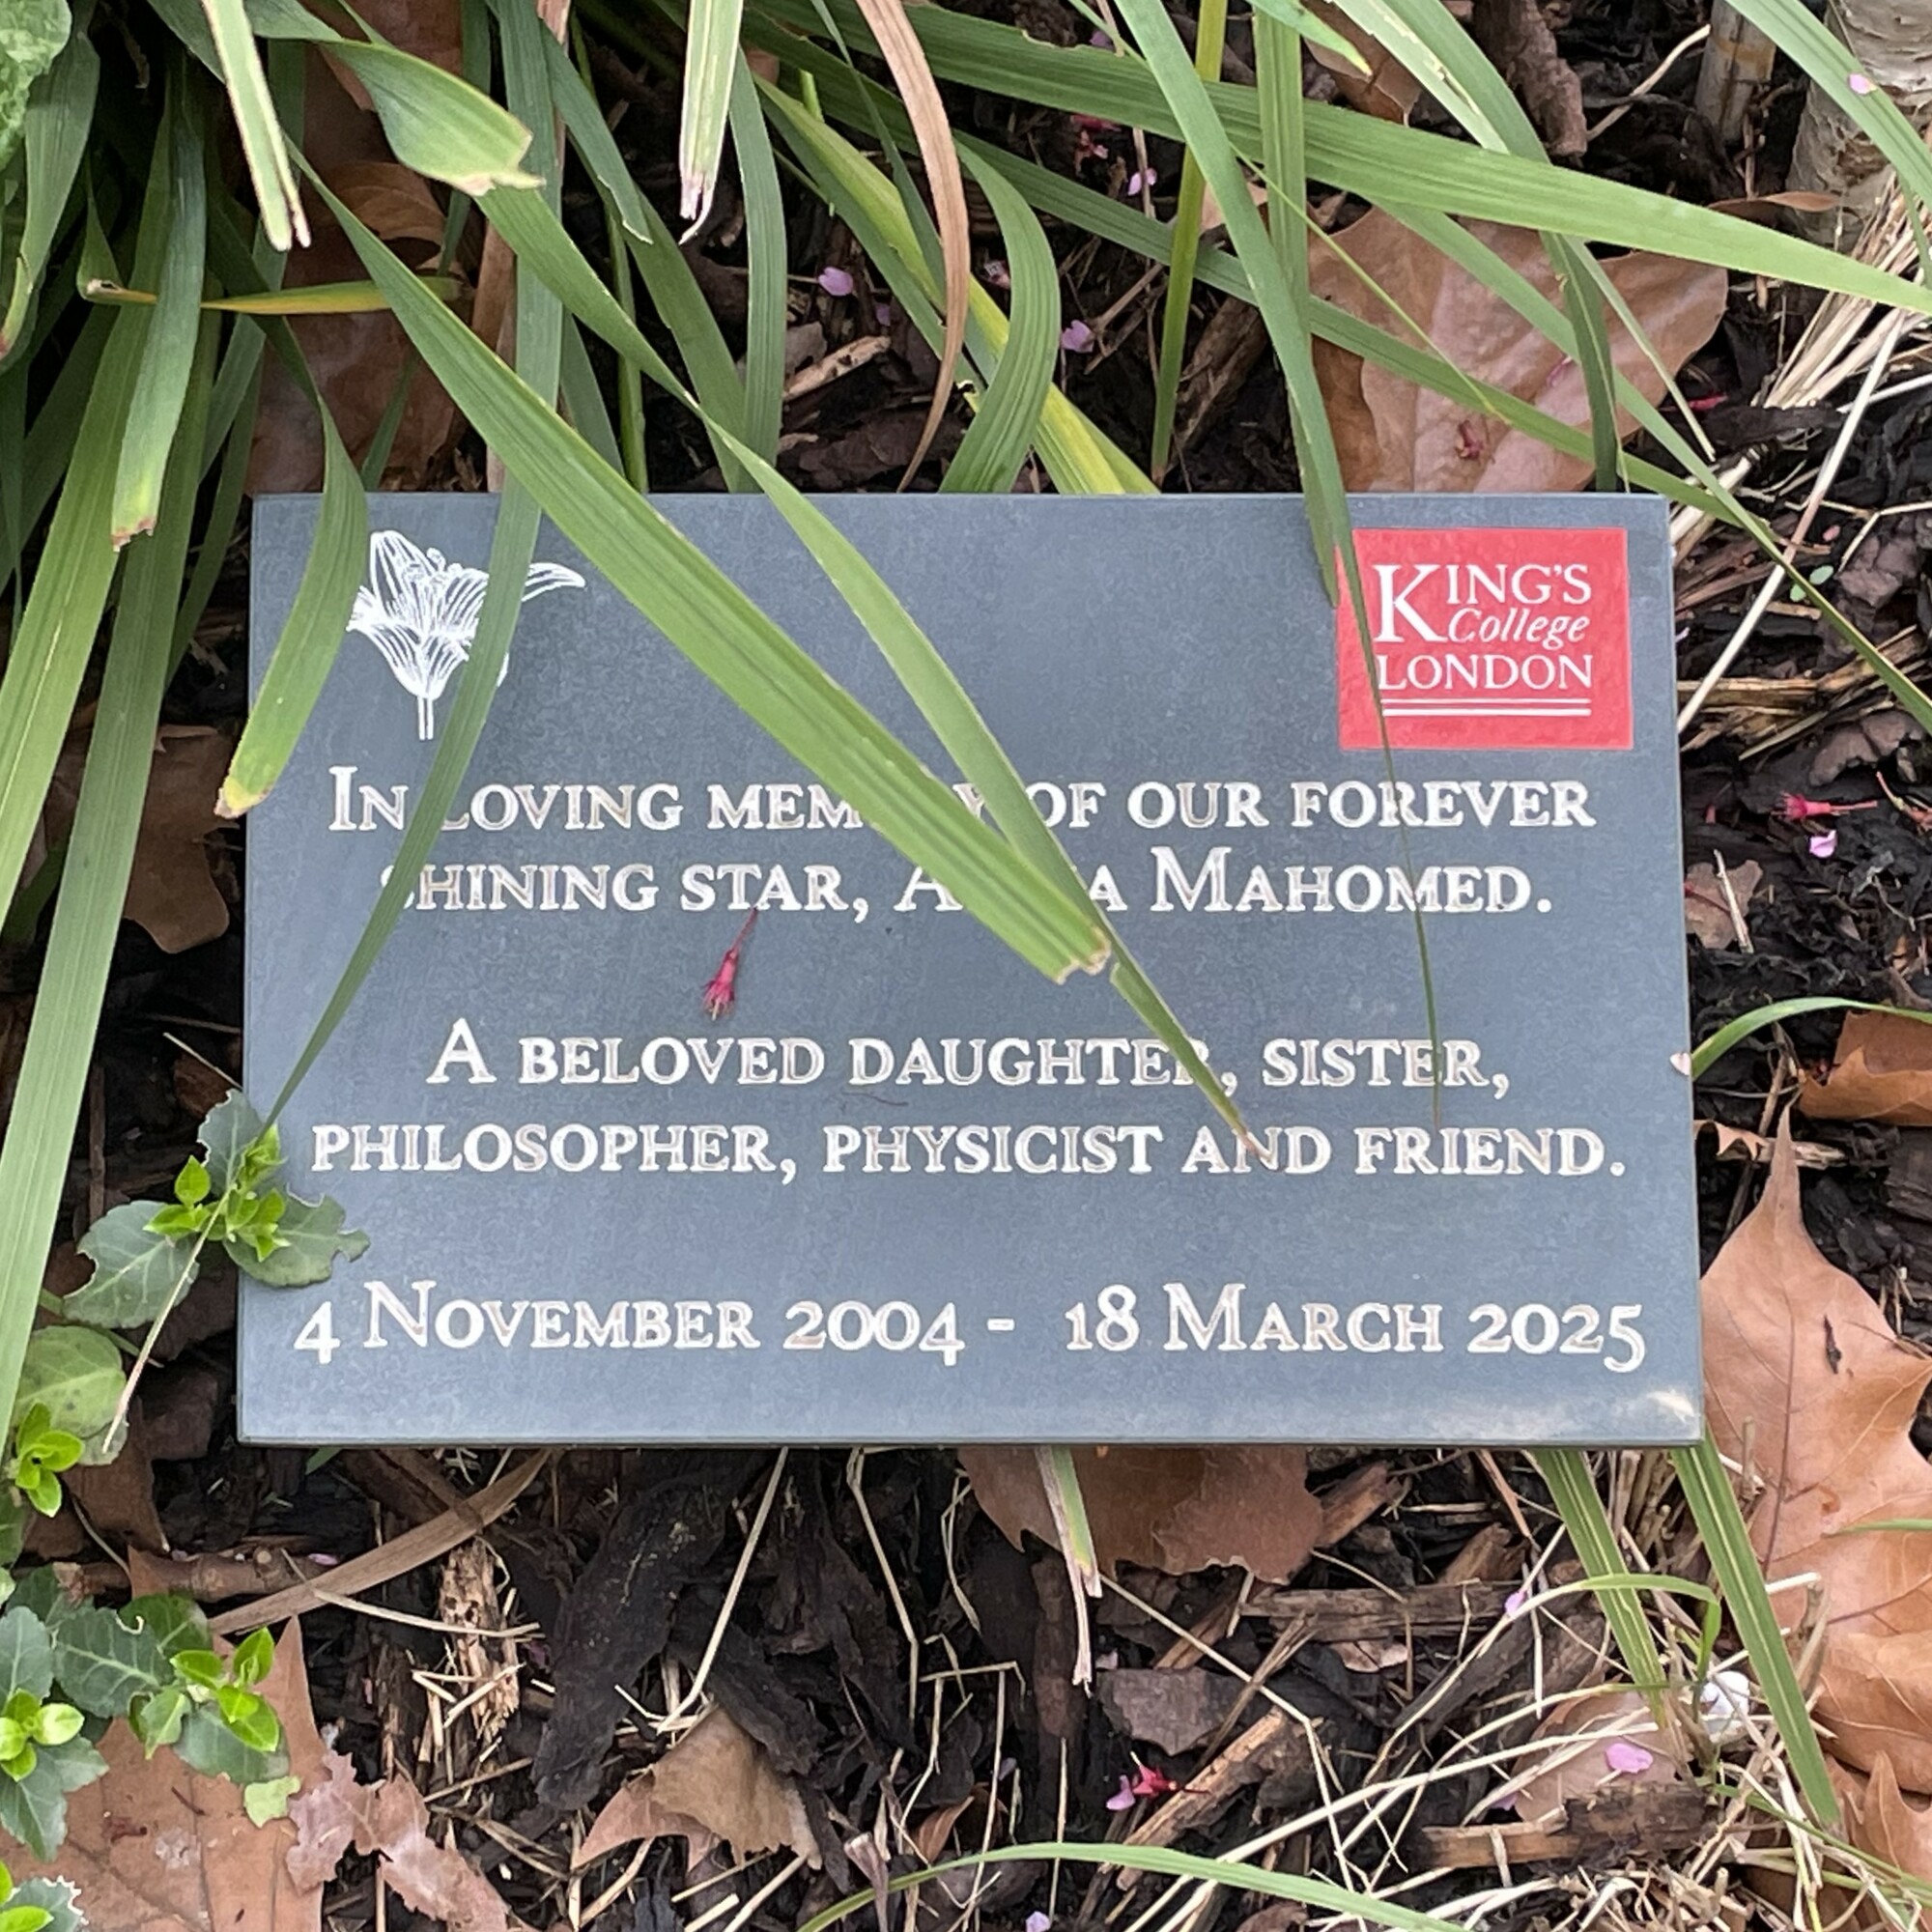 KING'S
College
LONDON
IN LOVING MEMORY OF OUR FOREVER
SHINING STAR, MAHOMED.
A BELOVED DAUGHTER, SISTER,
PHILOSOPHER, PHYSICIST AND FRIEND.
4 NOVEMBER 2004 - 18 MARCH 2025